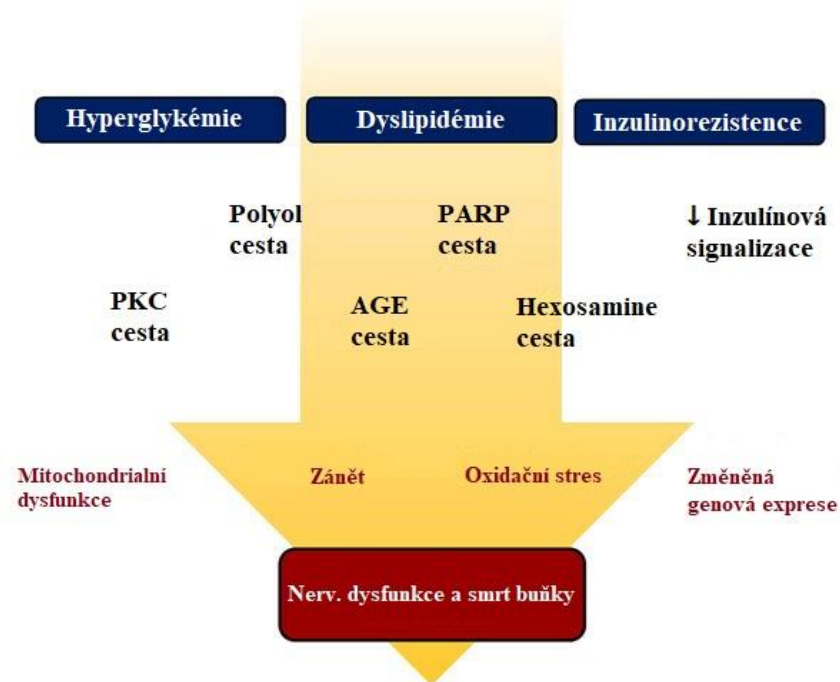 Hyperglykémie
Dyslipidémie
Inzulinorezistence
Polyol
cesta
PARP
cesta
↓ Inzulínová
signalizace
PKC
cesta
AGE
cesta
Hexosamine
cesta
Mitochondrialní
dysfunkce
Zánět
Oxidační stres
Změněná
genová exprese
Nerv. dysfunkce a smrt buňky